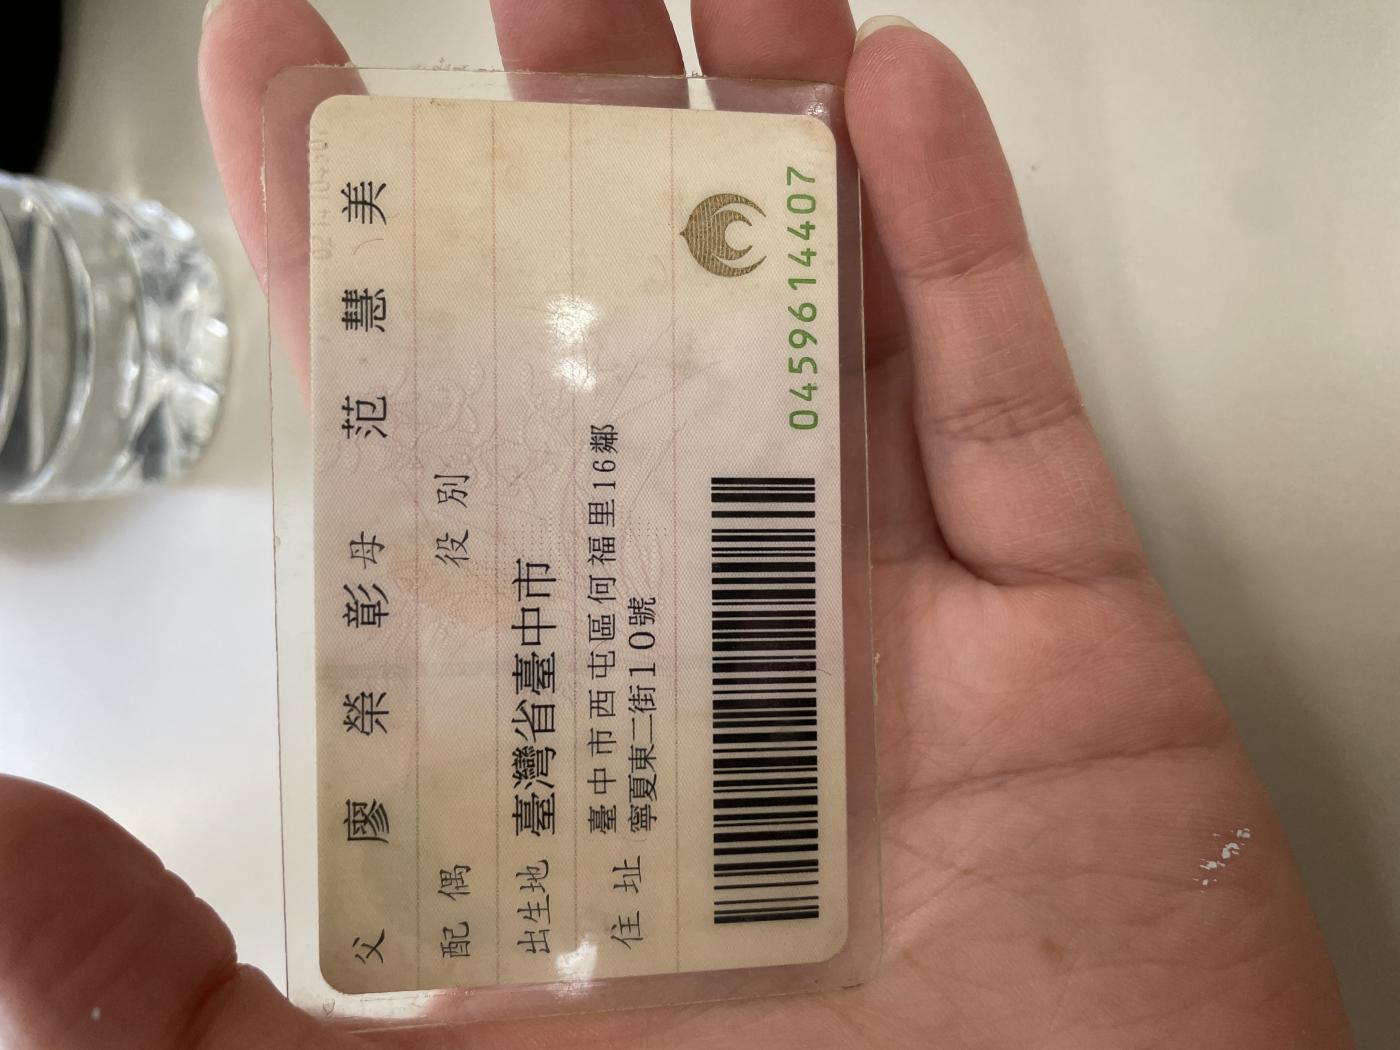 父 廖榮彰 母 范慧美
配偶 役別
出生地 臺灣省臺中市
住址 臺中市西屯區何福里16鄰
寧夏東二街10號
0459614407